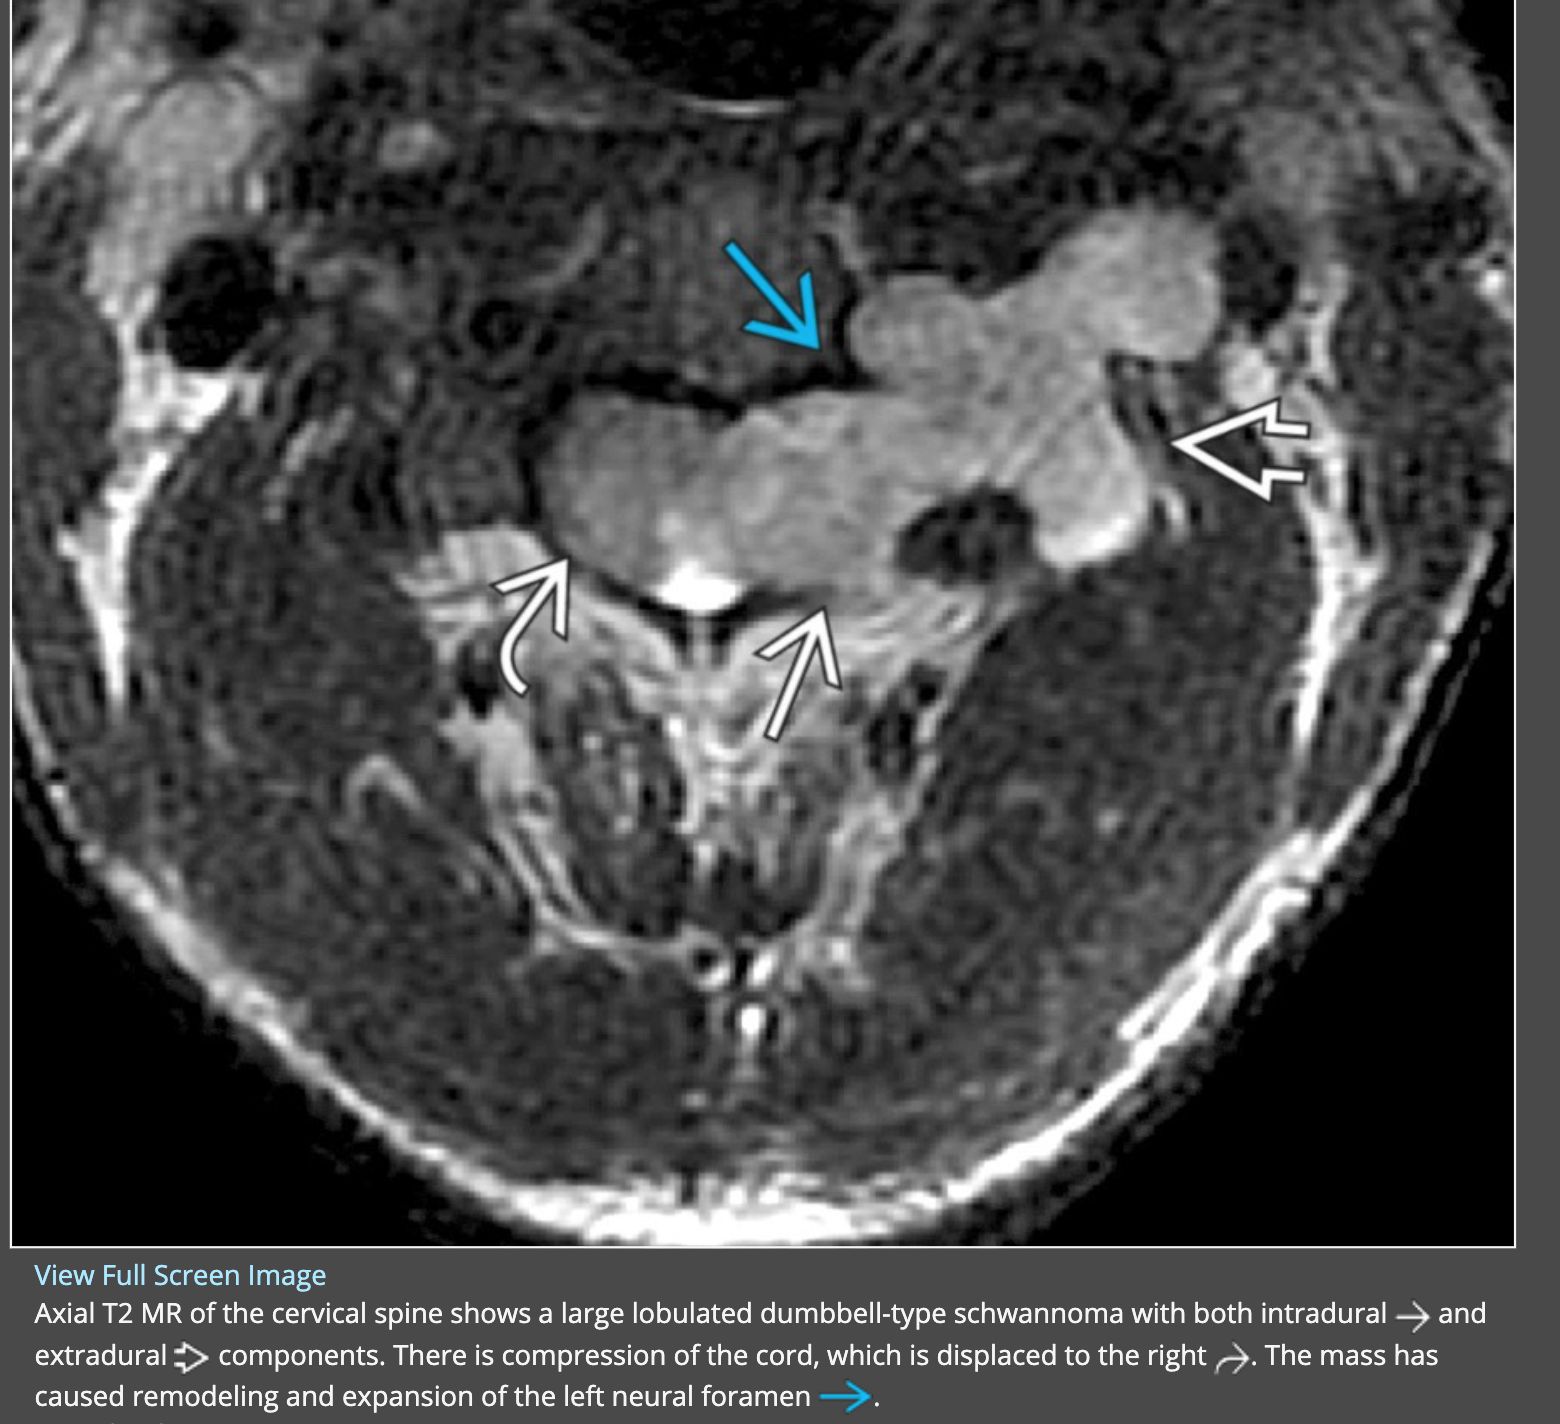 View Full Screen Image
Axial T2 MR of the cervical spine shows a large lobulated dumbbell-type schwannoma with both intradural → and
extradural ⇨ components. There is compression of the cord, which is displaced to the right ↷. The mass has
caused remodeling and expansion of the left neural foramen →.